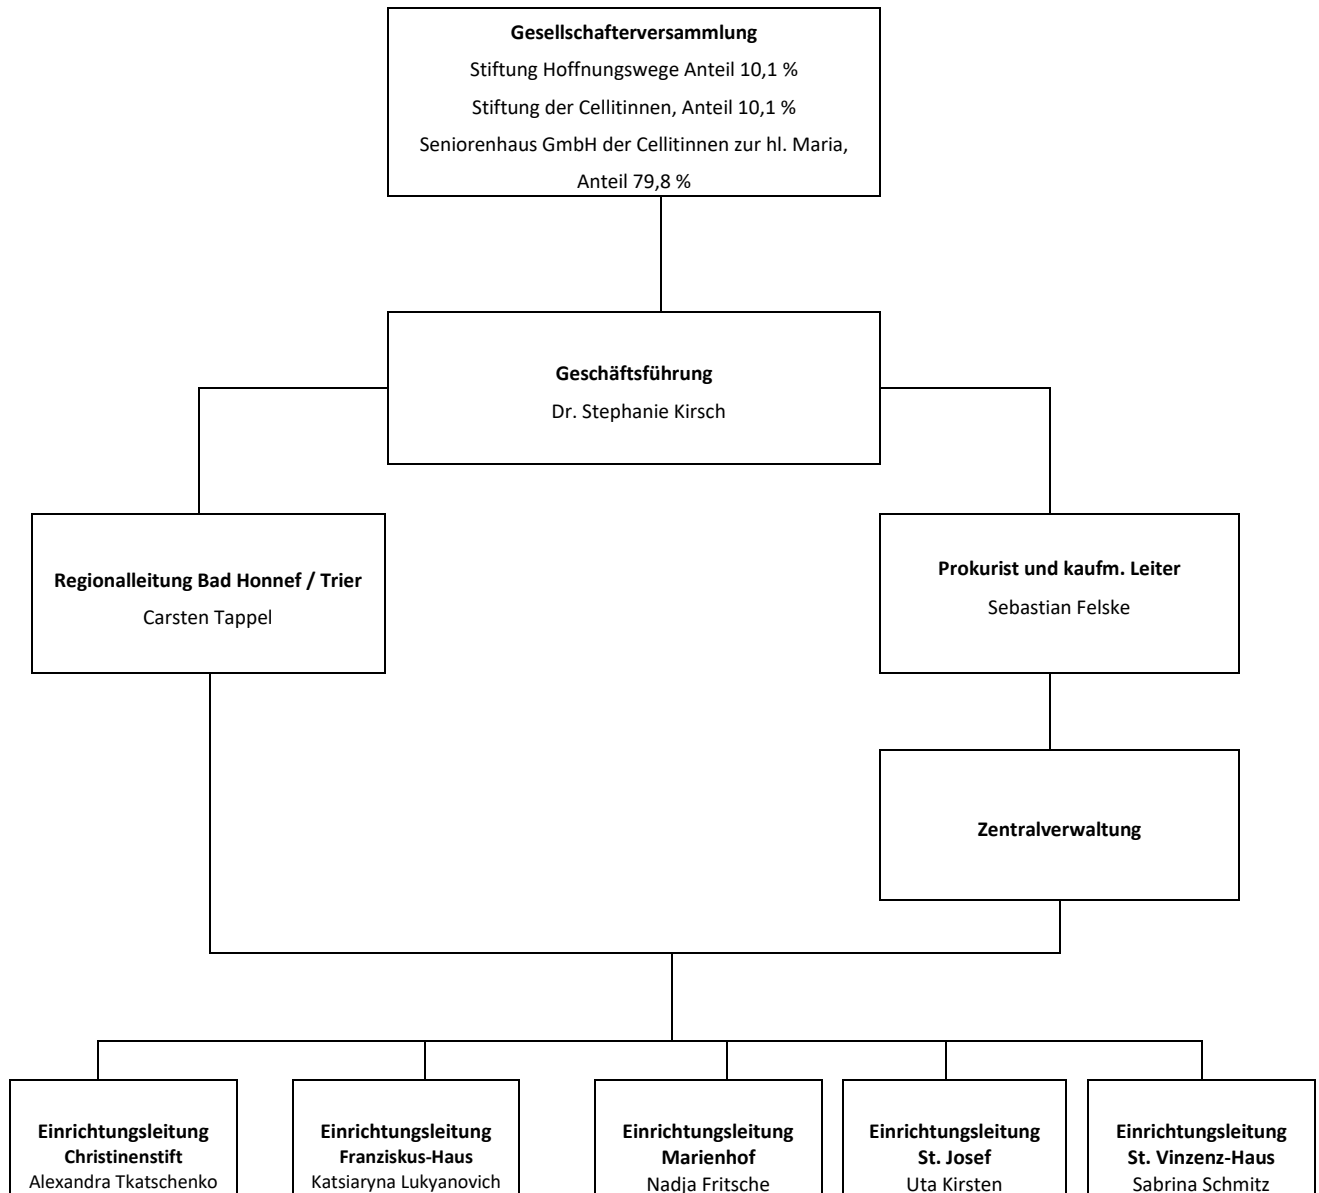 Gesellschafterversammlung
Stiftung Hoffnungswege Anteil 10,1 %
Stiftung der Cellitinnen, Anteil 10,1 %
Seniorenhaus GmbH der Cellitinnen zur hl. Maria,
Anteil 79,8 %
Geschäftsführung
Dr. Stephanie Kirsch
Regionalleitung Bad Honnef / Trier
Carsten Tappel
Prokurist und kaufm. Leiter
Sebastian Felske
Zentralverwaltung
Einrichtungsleitung
Christinenstift
Alexandra Tkatschenko
Einrichtungsleitung
Franziskus-Haus
Katsiaryna Lukyanovich
Einrichtungsleitung
Marienhof
Nadja Fritsche
Einrichtungsleitung
St. Josef
Uta Kirsten
Einrichtungsleitung
St. Vinzenz-Haus
Sabrina Schmitz